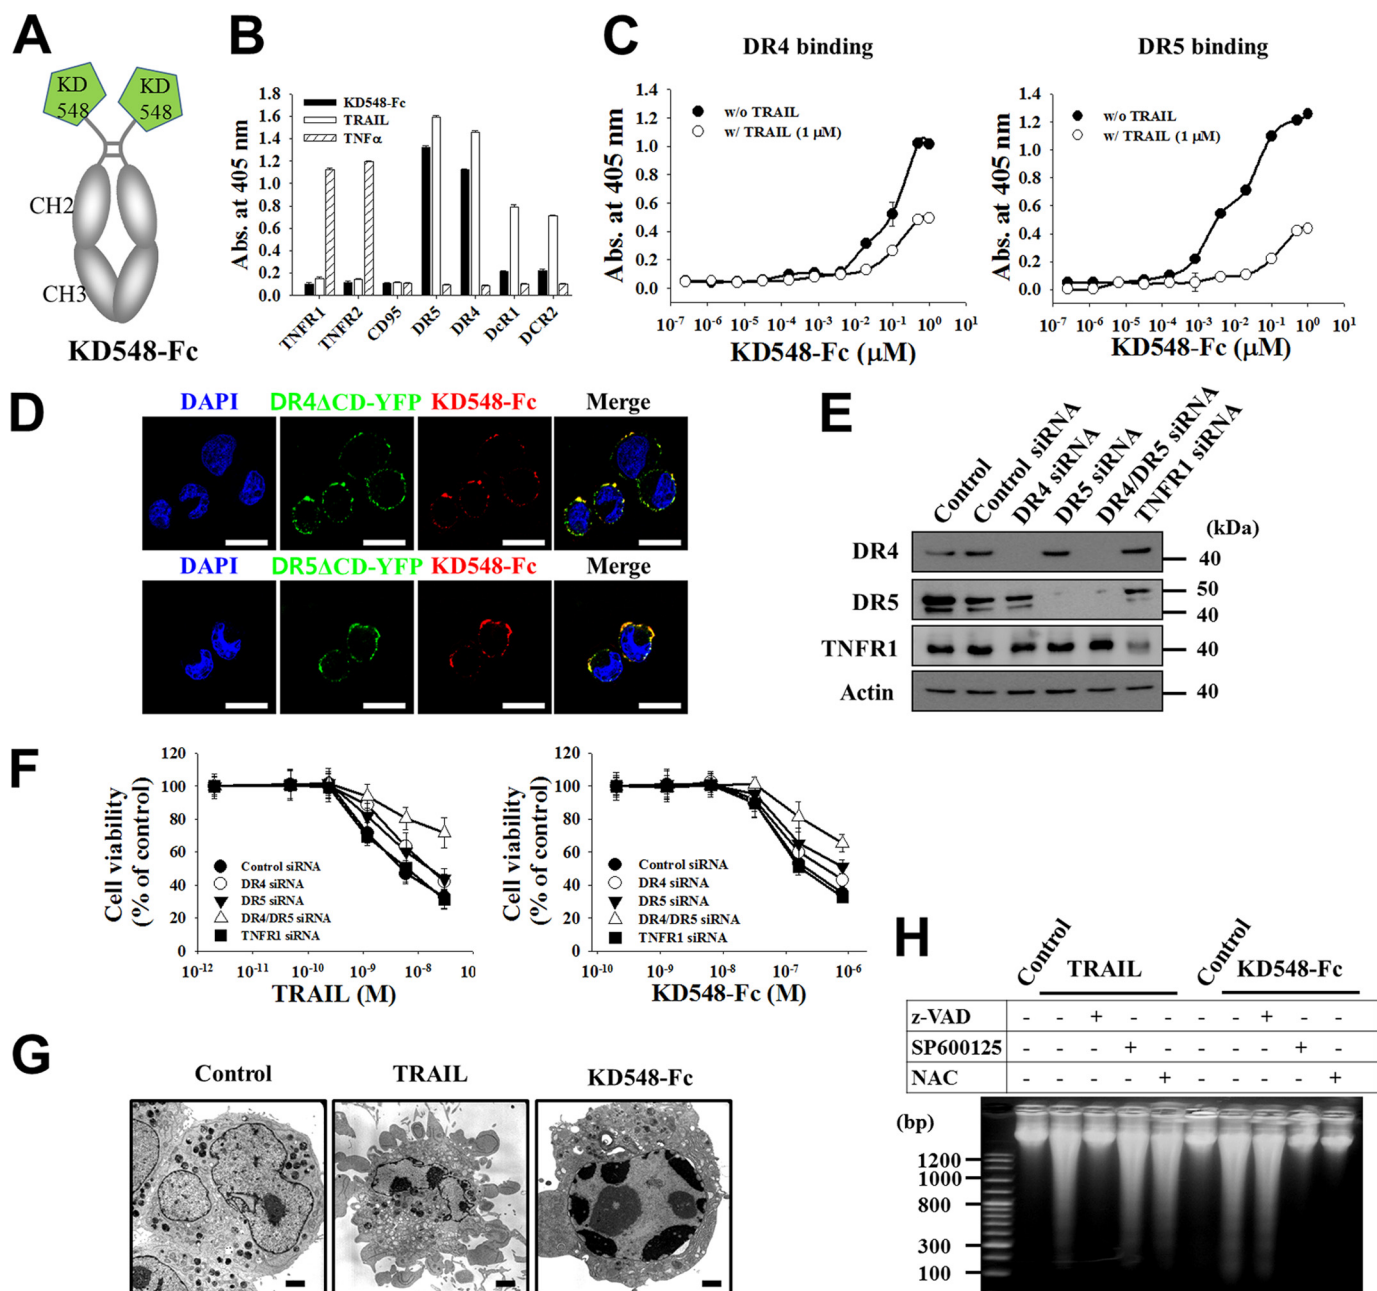 A
KD
548
KD
548
CH2
CH3
KD548-Fc
B
Abs. at 405 nm
1.8
1.6
1.4
1.2
1.0
0.8
0.6
0.4
0.2
0.0
KD548-Fc
TRAIL
TNFα
TNFR1
TNFR2
CD95
DR5
DR4
DcR1
DCR2
C
DR4 binding
Abs. at 405 nm
1.4
1.2
1.0
0.8
0.6
0.4
0.2
0.0
w/o TRAIL
w/ TRAIL (1 μM)
10⁻⁷ 10⁻⁶ 10⁻⁵ 10⁻⁴ 10⁻³ 10⁻² 10⁻¹ 10⁰ 10¹
KD548-Fc (μM)
DR5 binding
1.4
1.2
1.0
0.8
0.6
0.4
0.2
0.0
w/o TRAIL
w/ TRAIL (1 μM)
10⁻⁷ 10⁻⁶ 10⁻⁵ 10⁻⁴ 10⁻³ 10⁻² 10⁻¹ 10⁰ 10¹
KD548-Fc (μM)
D
DAPI DR4ΔCD-YFP KD548-Fc Merge
DAPI DR5ΔCD-YFP KD548-Fc Merge
E
Control
Control siRNA
DR4 siRNA
DR5 siRNA
DR4/DR5 siRNA
TNFR1 siRNA
(kDa)
DR4
40
DR5
50
40
TNFR1
40
Actin
40
F
Cell viability
(% of control)
120
100
80
60
40
20
0
Control siRNA
DR4 siRNA
DR5 siRNA
DR4/DR5 siRNA
TNFR1 siRNA
10⁻¹² 10⁻¹¹ 10⁻¹⁰ 10⁻⁹ 10⁻⁸ 10
TRAIL (M)
Cell viability
(% of control)
120
100
80
60
40
20
0
Control siRNA
DR4 siRNA
DR5 siRNA
DR4/DR5 siRNA
TNFR1 siRNA
10⁻¹⁰ 10⁻⁹ 10⁻⁸ 10⁻⁷ 10⁻⁶
KD548-Fc (M)
G
Control TRAIL KD548-Fc
H
Control TRAIL Control KD548-Fc
z-VAD - - + - - - - + - -
SP600125 - - - + - - - - + -
NAC - - - - + - - - - +
(bp)
1200
1000
800
300
100